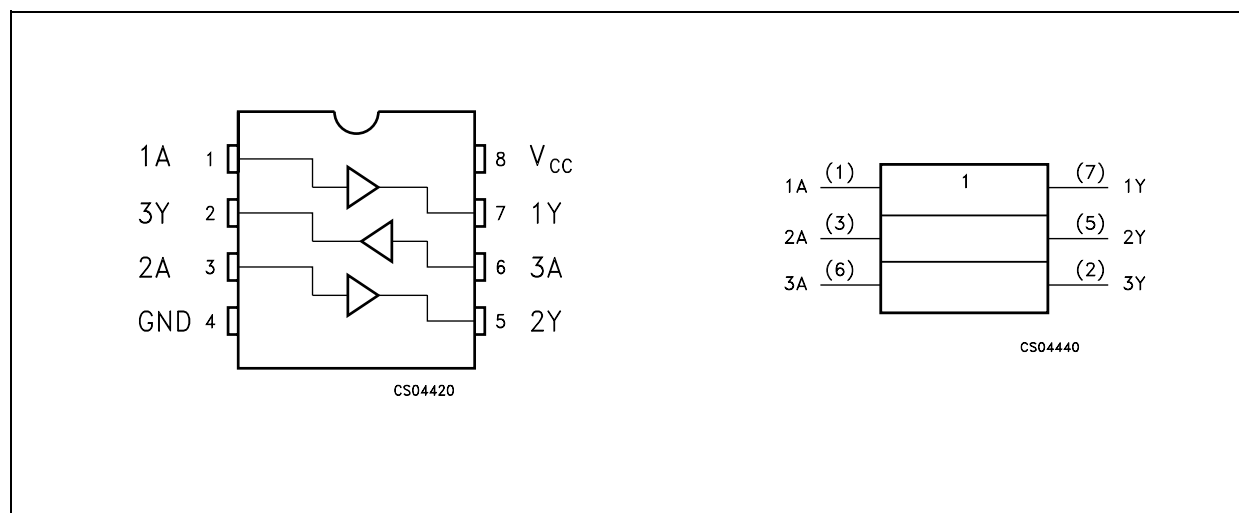 1A 1 8 VCC
3Y 2 7 1Y
2A 3 6 3A
GND 4 5 2Y
CS04420
1
1A (1) (7) 1Y
2A (3) (5) 2Y
3A (6) (2) 3Y
CS04440